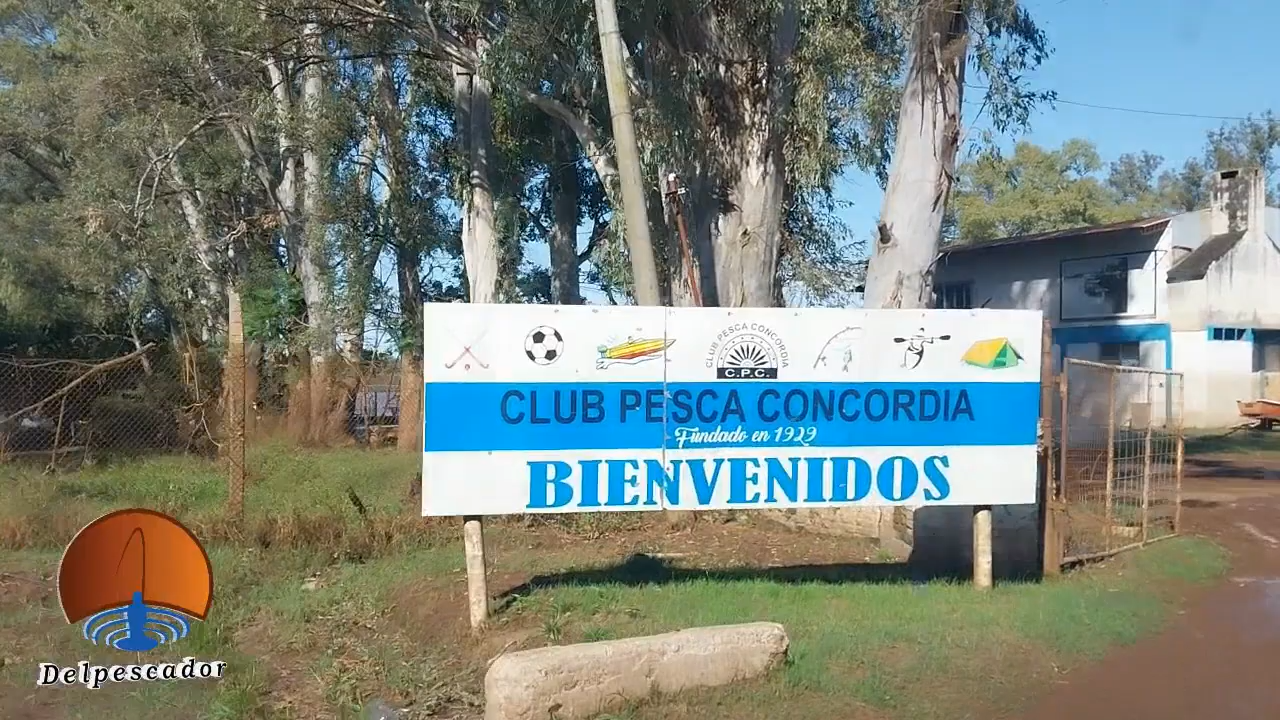 CLUB PESCA CONCORDIA
C.P.C.
CLUB PESCA CONCORDIA
Fundado en 1929
BIENVENIDOS
Delpescador